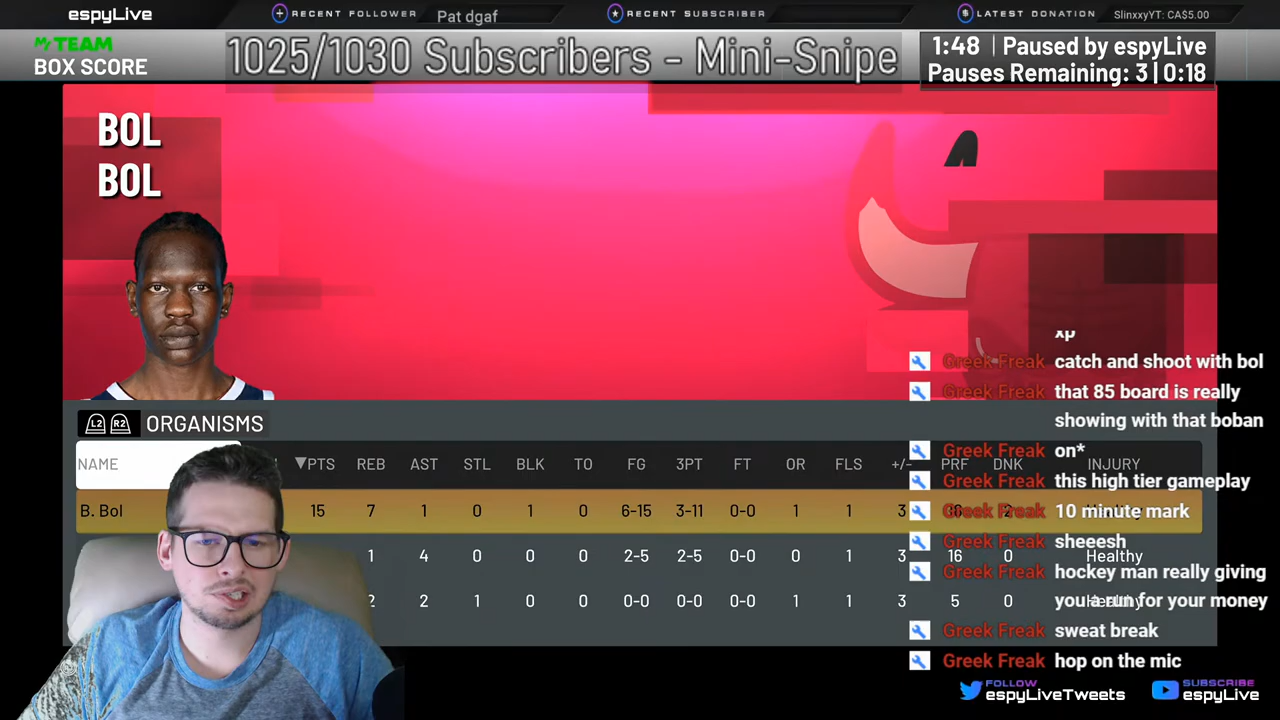 espyLive
RECENT FOLLOWER
Pat dgaf
RECENT SUBSCRIBER
LATEST DONATION
SlinxxyYT: CA$5.00
MyTEAM
BOX SCORE
1025/1030 Subscribers - Mini-Snipe
1:48 | Paused by espyLive
Pauses Remaining: 3 | 0:18
BOL
BOL
xp
Greek Freak catch and shoot with bol
Greek Freak that 85 board is really
showing with that boban
Greek Freak on*
Greek Freak this high tier gameplay
Greek Freak 10 minute mark
Greek Freak sheeesh
Greek Freak hockey man really giving
you a run for your money
Greek Freak sweat break
Greek Freak hop on the mic
L2 R2 ORGANISMS
NAME ▼PTS REB AST STL BLK TO FG 3PT FT OR FLS +/- PRF DNK INJURY
B. Bol 15 7 1 0 1 0 6-15 3-11 0-0 1 1 3
1 4 0 0 0 2-5 2-5 0-0 0 1 3 16 0 Healthy
2 2 1 0 0 0-0 0-0 0-0 1 1 3 5 0
FOLLOW
espyLiveTweets
SUBSCRIBE
espyLive